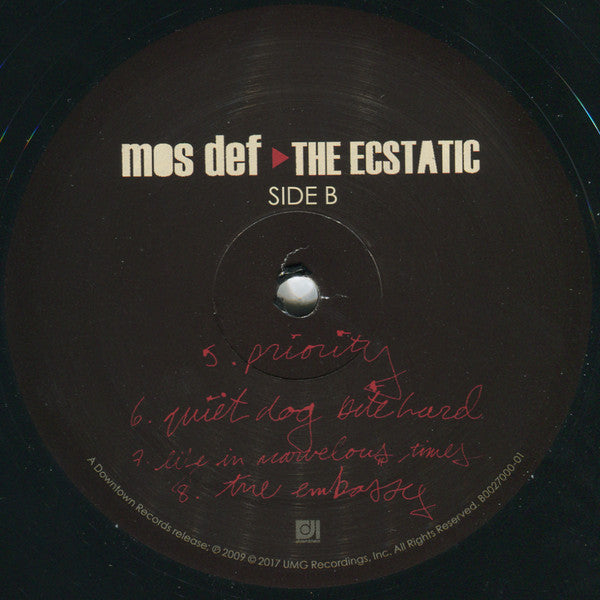 mos def ▶ THE ECSTATIC
SIDE B
5. priority
6. quiet dog bite hard
7. life in marvelous times
8. the embassy
downtown
A Downtown Records release; ℗ 2009 © 2017 UMG Recordings, Inc. All Rights Reserved. B0027000-01